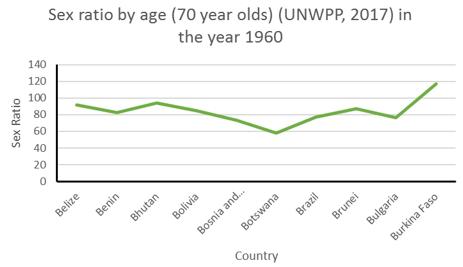 Sex ratio by age (70 year olds) (UNWPP, 2017) in
the year 1960
140
120
100
80
60
40
20
0
Sex Ratio
Belize
Benin
Bhutan
Bolivia
Bosnia and...
Botswana
Brazil
Brunei
Bulgaria
Burkina Faso
Country